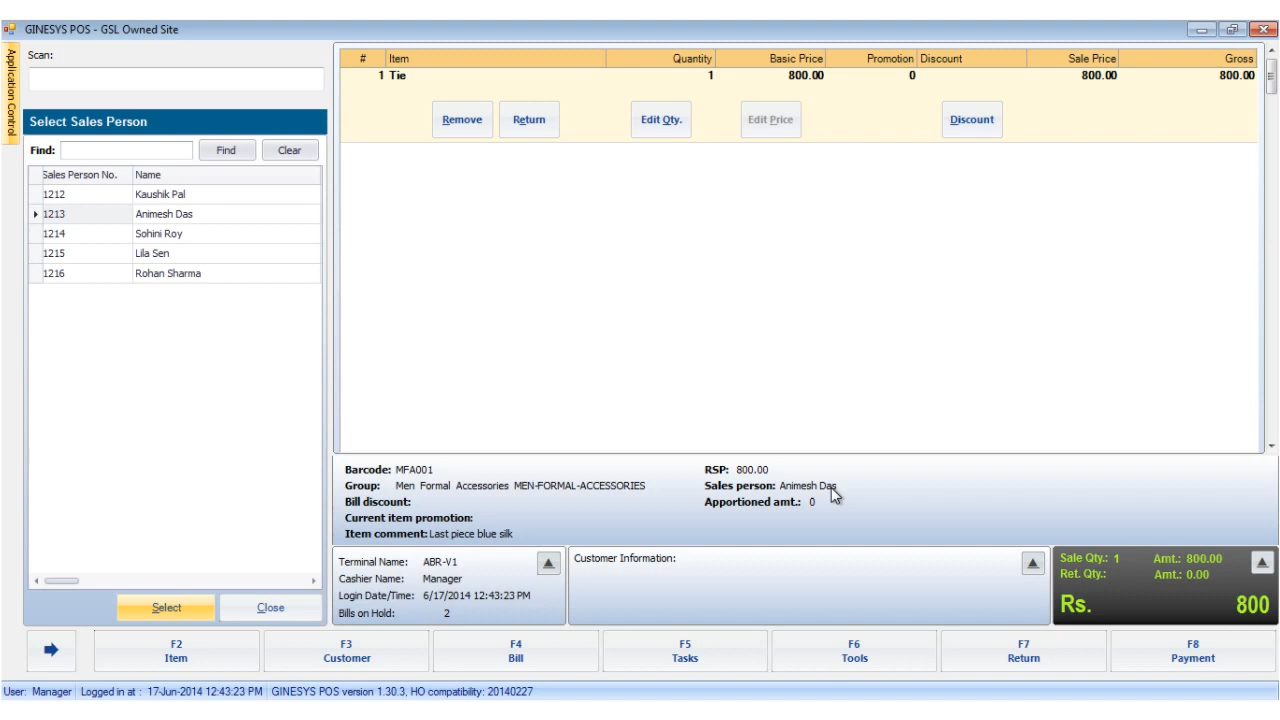 GINESYS POS - GSL Owned Site
Application Control
Scan:
Select Sales Person
Find: Find Clear
Sales Person No. Name
1212 Kaushik Pal
1213 Animesh Das
1214 Sohini Roy
1215 Lila Sen
1216 Rohan Sharma
Select Close
# Item Quantity Basic Price Promotion Discount Sale Price Gross
1 Tie 1 800.00 0 800.00 800.00
Remove Return Edit Qty. Edit Price Discount
Barcode: MFA001 RSP: 800.00
Group: Men Formal Accessories MEN-FORMAL-ACCESSORIES Sales person: Animesh Das
Bill discount: Apportioned amt.: 0
Current item promotion:
Item comment: Last piece blue silk
Terminal Name: ABR-V1
Cashier Name: Manager
Login Date/Time: 6/17/2014 12:43:23 PM
Bills on Hold: 2
Customer Information:
Sale Qty.: 1 Amt.: 800.00
Ret. Qty.: Amt.: 0.00
Rs. 800
F2 F3 F4 F5 F6 F7 F8
Item Customer Bill Tasks Tools Return Payment
User: Manager Logged in at : 17-Jun-2014 12:43:23 PM GINESYS POS version 1.30.3, HO compatibility: 20140227